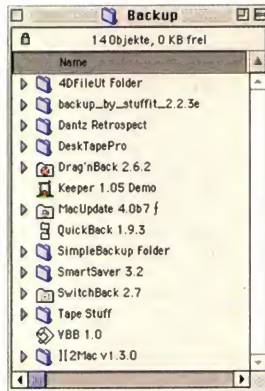 Backup
14 Objekte, 0 KB frei
Name
4DFileUt Folder
backup_by_stuffit_2.2.3e
Dantz Retrospect
DeskTapePro
Drag'nBack 2.6.2
Keeper 1.05 Demo
MacUpdate 4.0b7 ƒ
QuickBack 1.9.3
SimpleBackup Folder
SmartSaver 3.2
SwitchBack 2.7
Tape Stuff
VBB 1.0
][2Mac v1.3.0